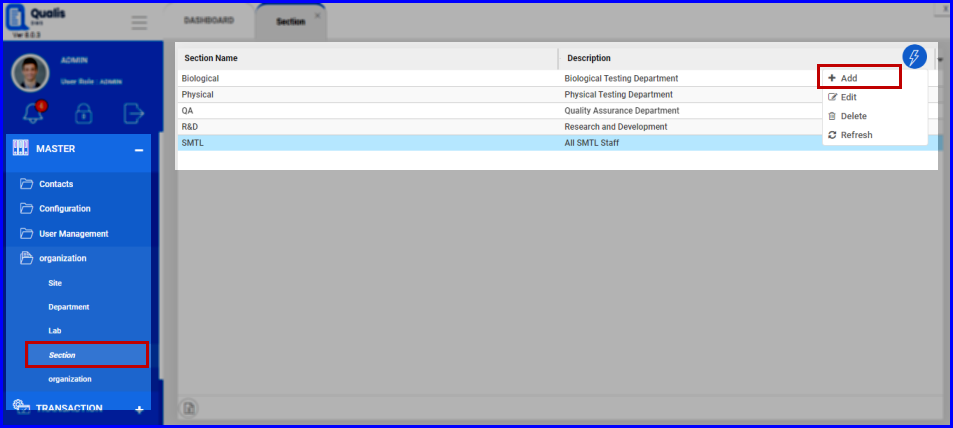 Qualis
DMS
Ver 8.0.3
DASHBOARD
Section
×
X
ADMIN
User Role : ADMIN
MASTER
Contacts
Configuration
User Management
organization
Site
Department
Lab
Section
organization
TRANSACTION
Section Name Description
Biological Biological Testing Department
Physical Physical Testing Department
QA Quality Assurance Department
R&D Research and Development
SMTL All SMTL Staff
Add
Edit
Delete
Refresh